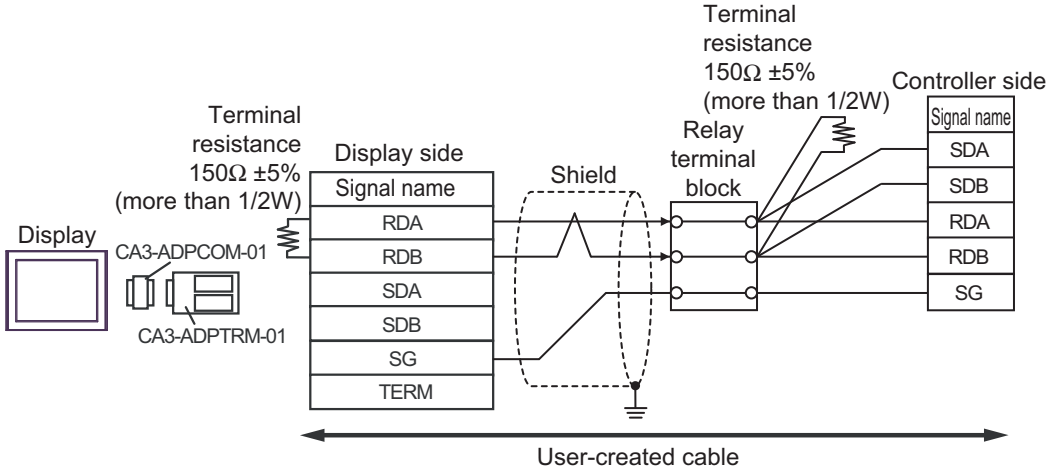 Terminal
resistance
150Ω ±5%
(more than 1/2W)
Controller side
Signal name
SDA
SDB
RDA
RDB
SG
Relay
terminal
block
Terminal
resistance
150Ω ±5%
(more than 1/2W)
Display side
Signal name
RDA
RDB
SDA
SDB
SG
TERM
Shield
Display
CA3-ADPCOM-01
CA3-ADPTRM-01
User-created cable